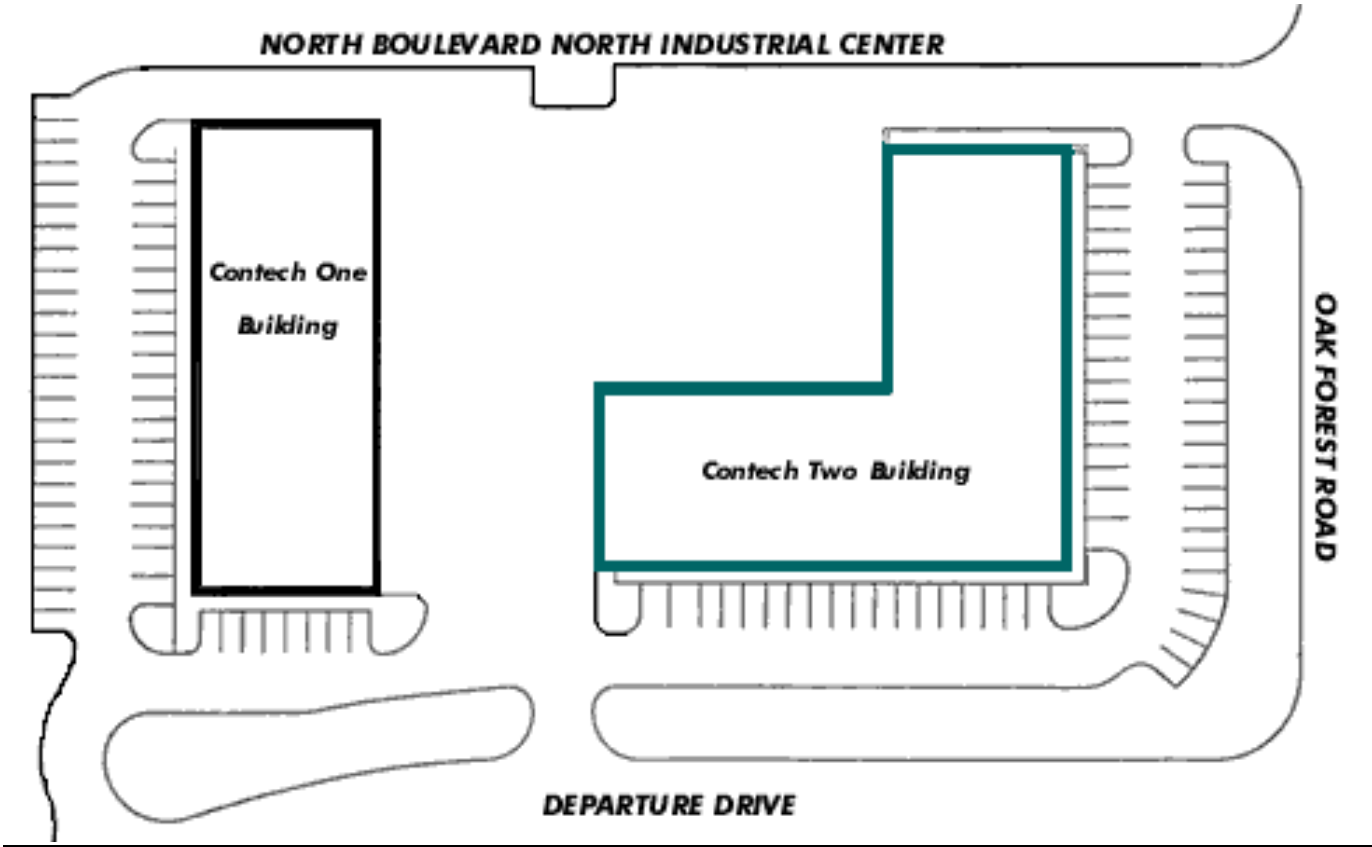 NORTH BOULEVARD NORTH INDUSTRIAL CENTER
Contech One
Building
OAK FOREST ROAD
Contech Two Building
DEPARTURE DRIVE